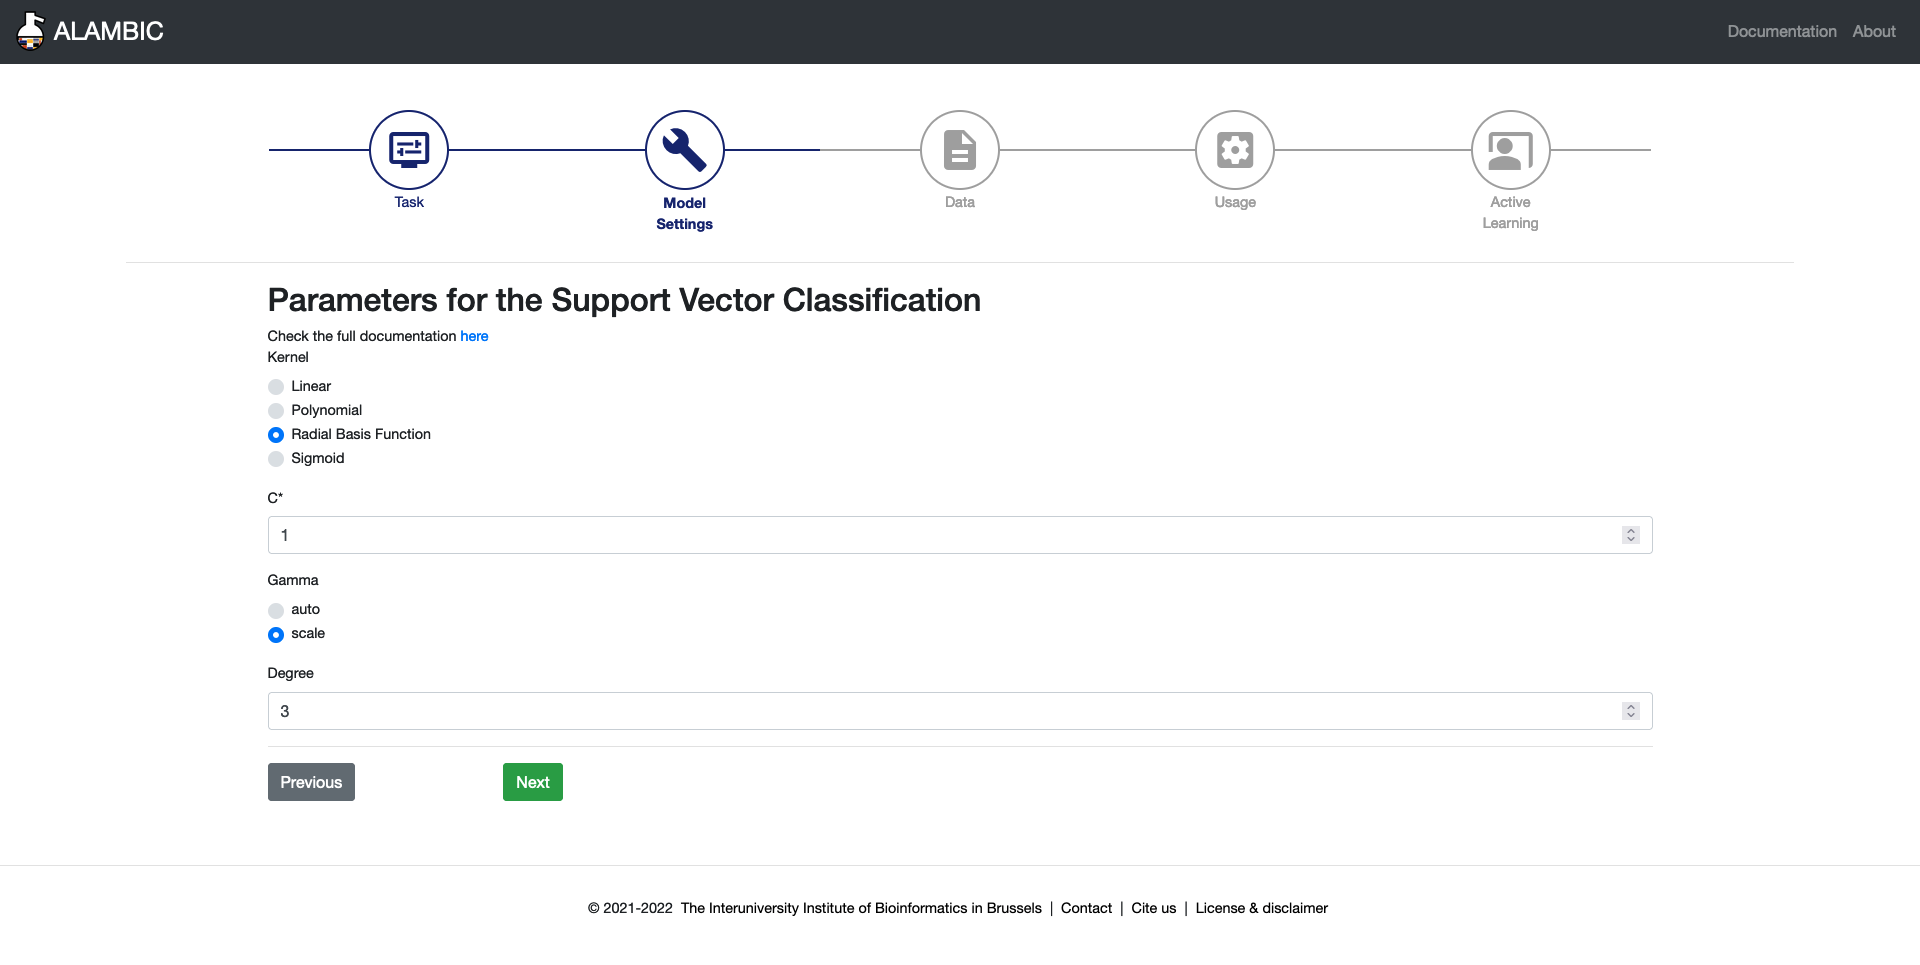 ALAMBIC
Documentation About
Task
Model
Settings
Data
Usage
Active
Learning
Parameters for the Support Vector Classification
Check the full documentation here
Kernel
Linear
Polynomial
Radial Basis Function
Sigmoid
C*
1
Gamma
auto
scale
Degree
3
Previous
Next
© 2021-2022 The Interuniversity Institute of Bioinformatics in Brussels | Contact | Cite us | License & disclaimer